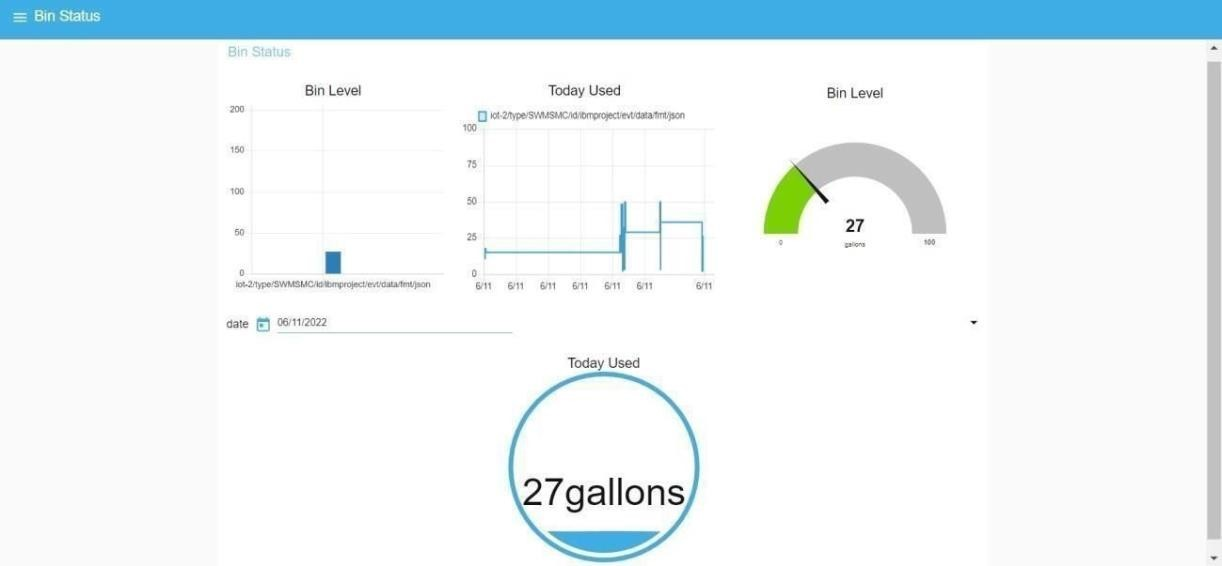 Bin Status
Bin Status
Bin Level
200
150
100
50
0
iot-2/type/SWMSMC/id/ibmproject/evt/data/fmt/json
Today Used
iot-2/type/SWMSMC/id/ibmproject/evt/data/fmt/json
100
75
50
25
0
6/11 6/11 6/11 6/11 6/11 6/11 6/11
Bin Level
27
gallons
0 100
date 06/11/2022
Today Used
27gallons